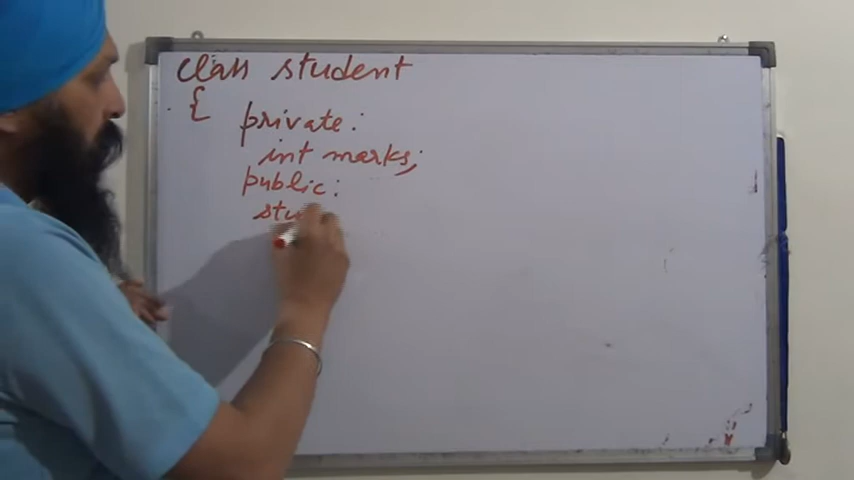 class student
{
private:
int marks;
public:
stu